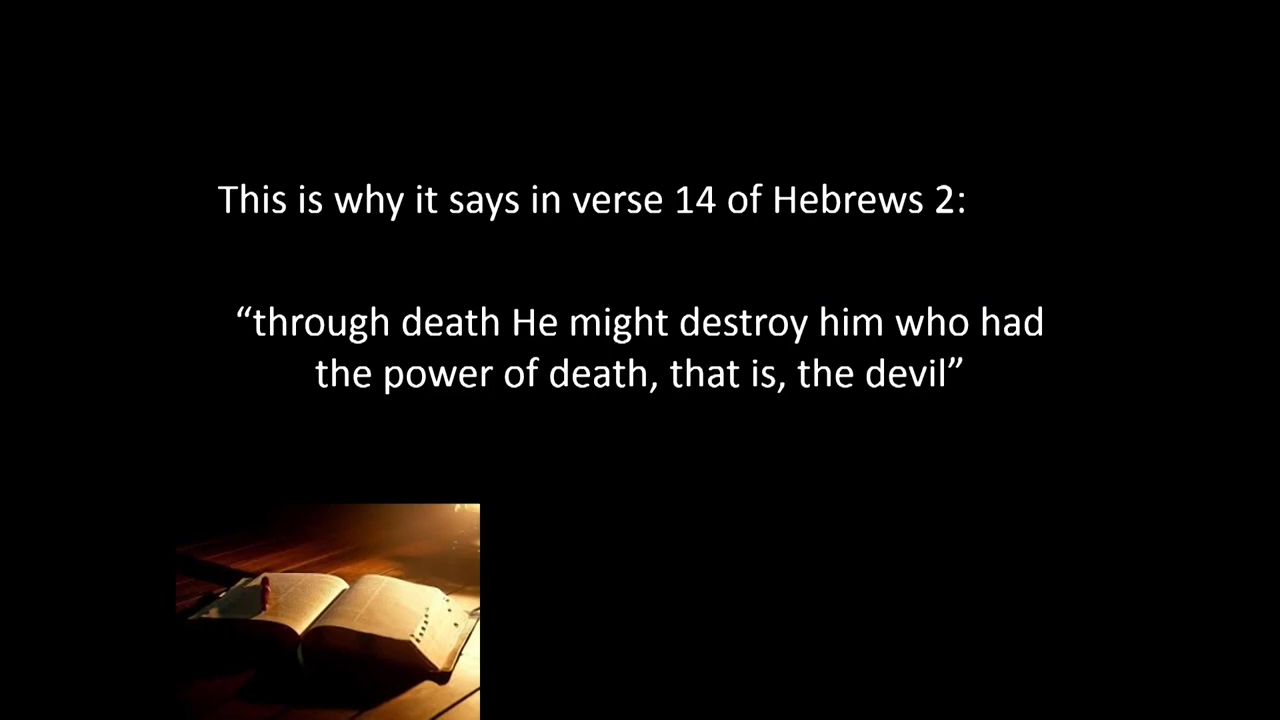 This is why it says in verse 14 of Hebrews 2:
“through death He might destroy him who had
the power of death, that is, the devil”